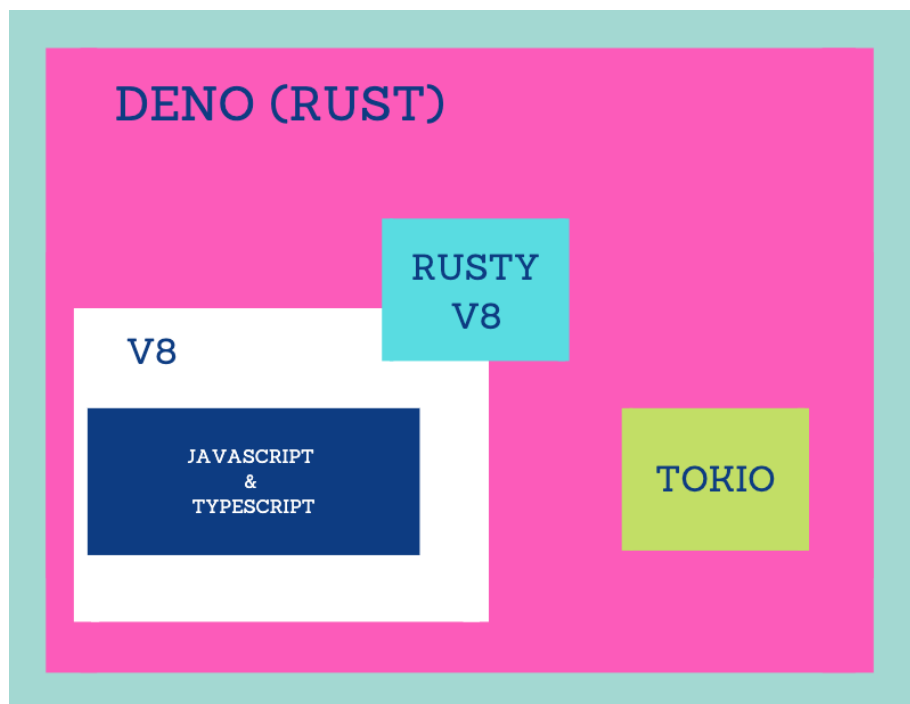 DENO (RUST)
RUSTY
V8
V8
JAVASCRIPT
&
TYPESCRIPT
TOKIO